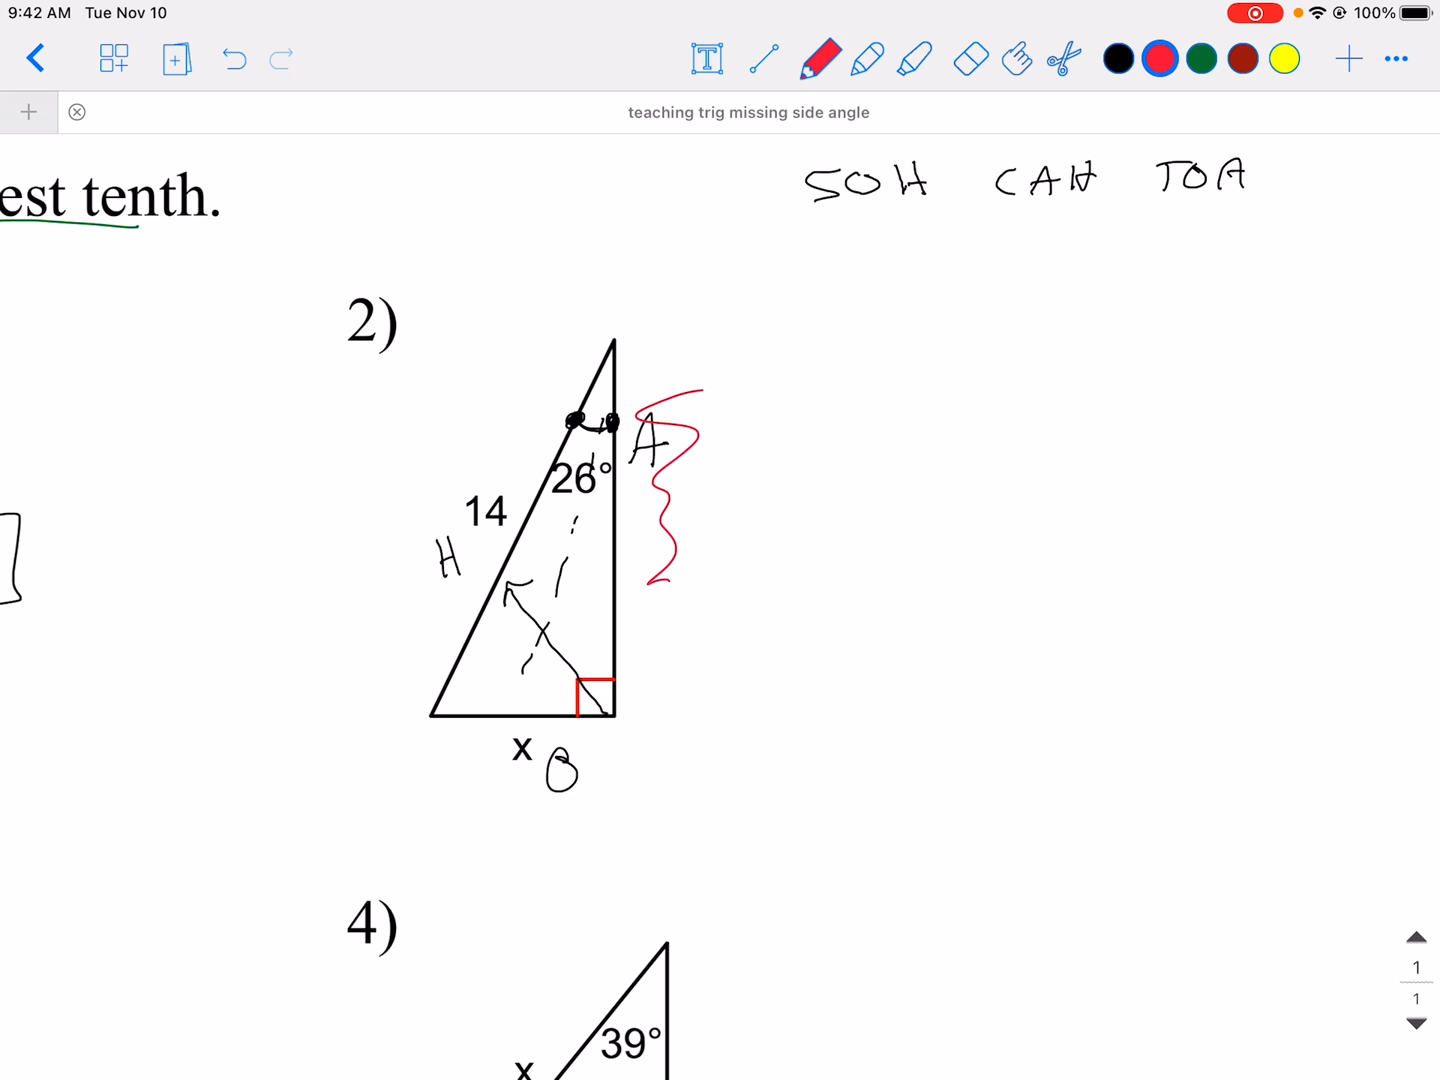 9:42 AM Tue Nov 10
100%
teaching trig missing side angle
est tenth.
SOH CAH TOA
2)
A
26°
14
H
x O
4)
39°
x
1
1